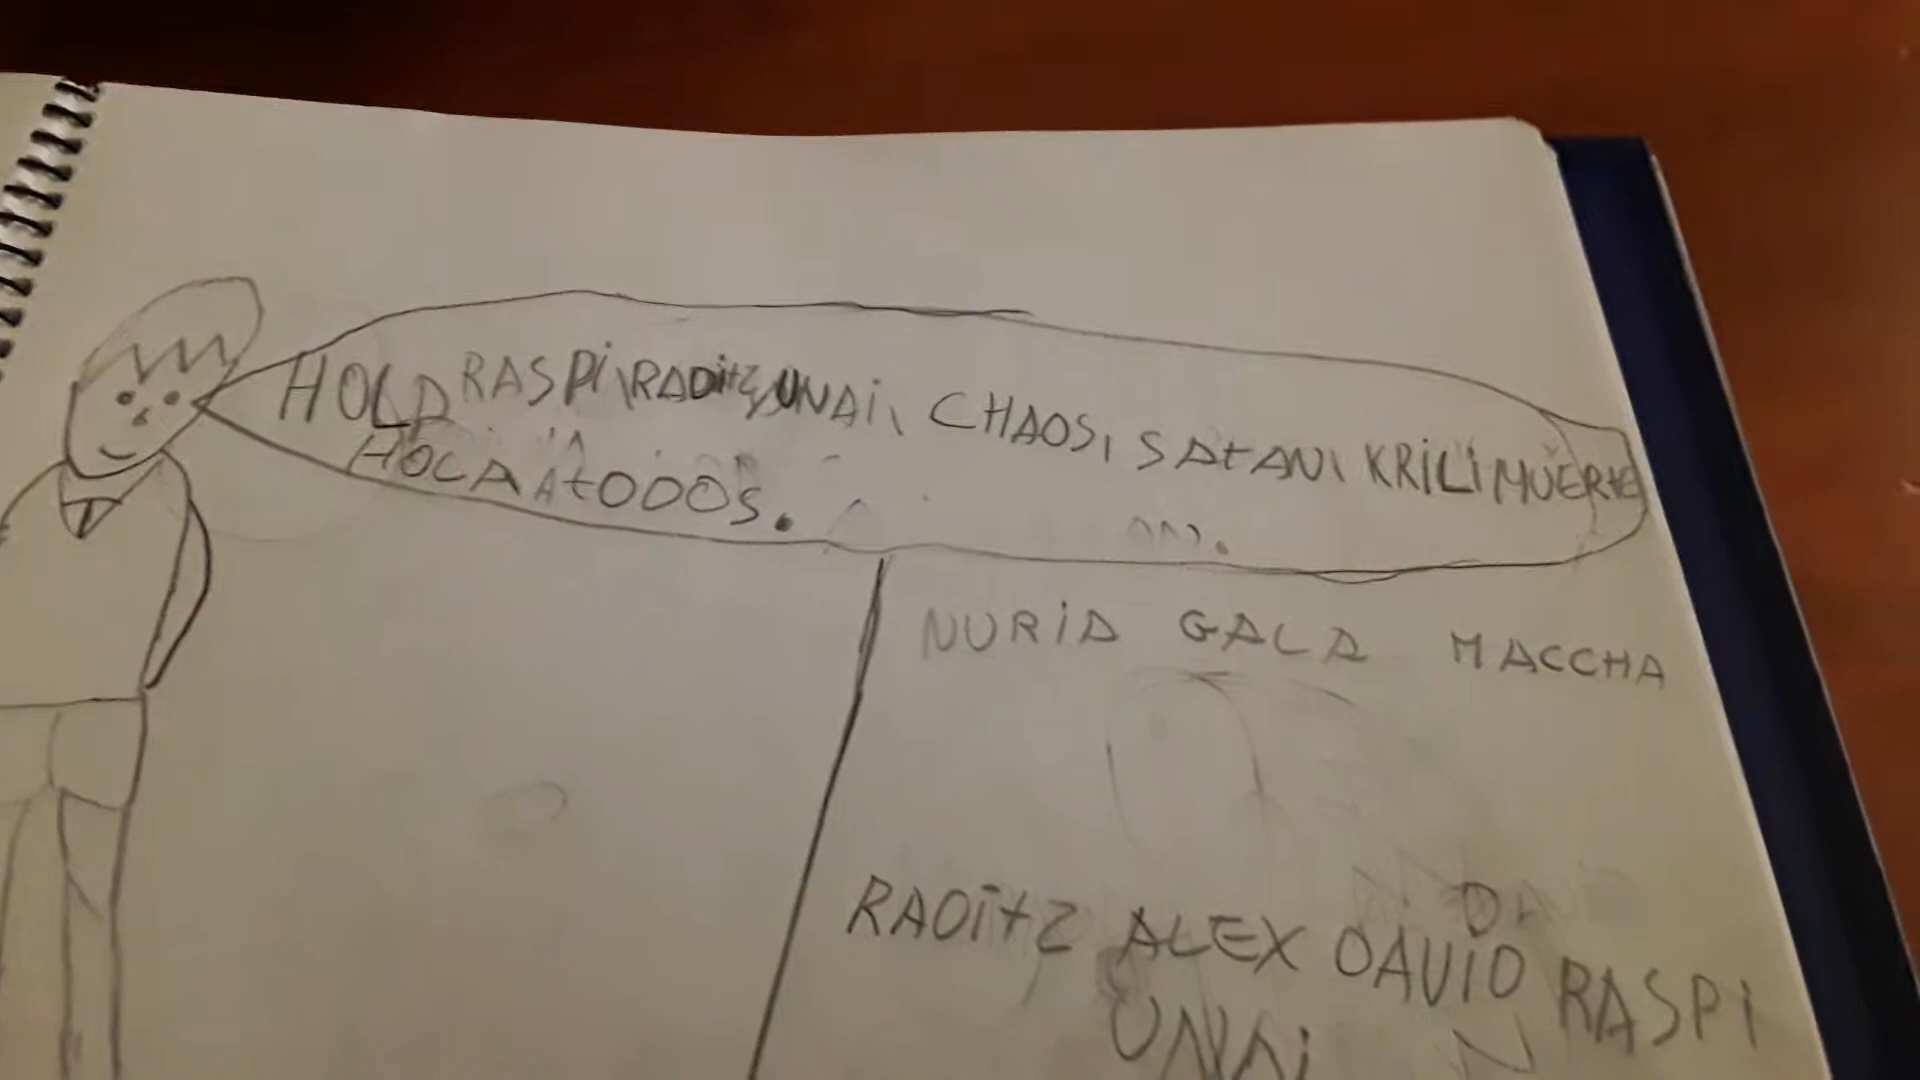 HOLA RASPI, RADITZ, UNAI, CHAOS, SATAN, KRILI MUERTE
HOLA A TODOS.
NURIA GALA MACCHA
RADITZ ALEX DAVID RASPI
UNAI